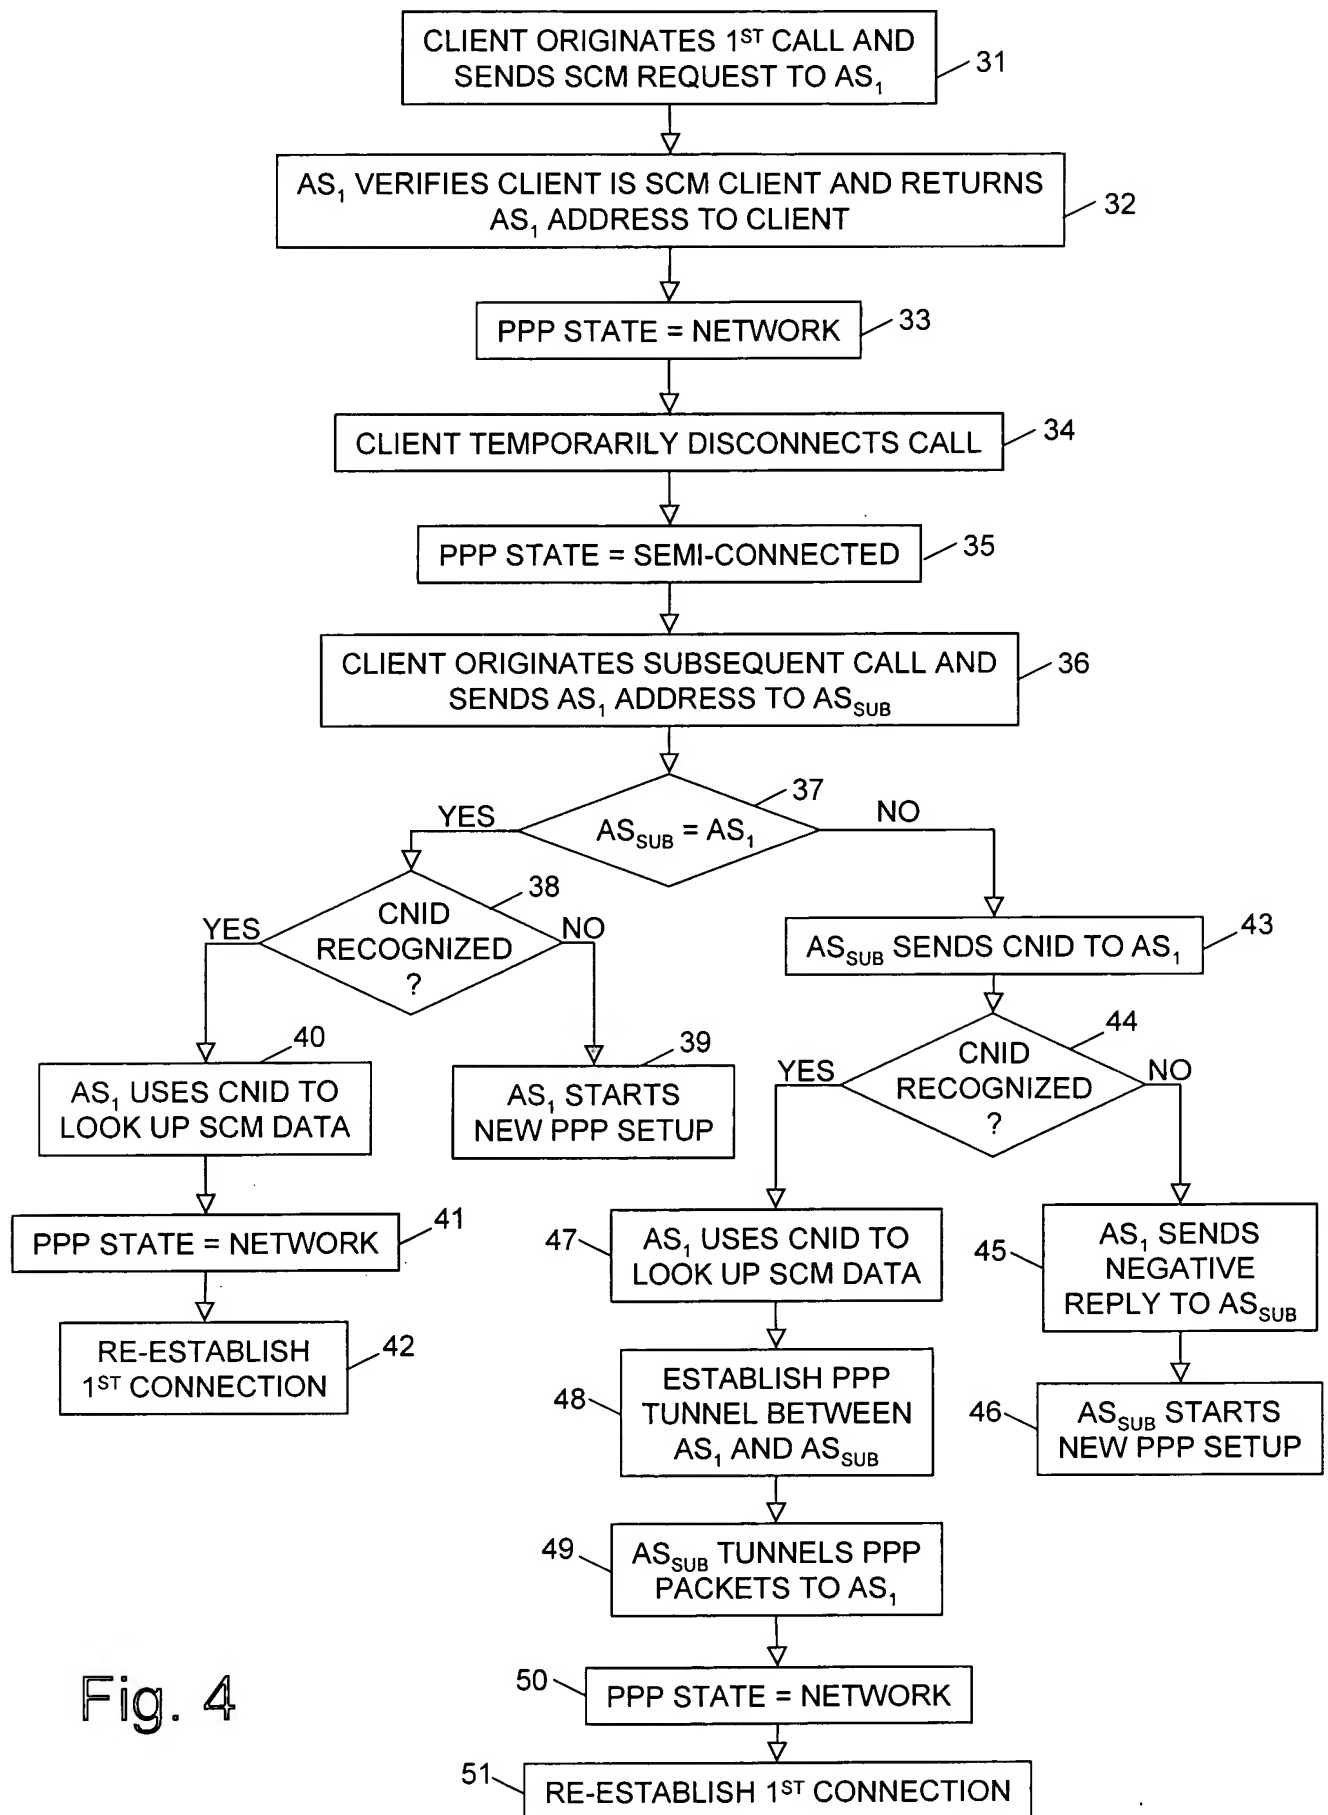 CLIENT ORIGINATES 1ST CALL AND
SENDS SCM REQUEST TO AS1
31
AS1 VERIFIES CLIENT IS SCM CLIENT AND RETURNS
AS1 ADDRESS TO CLIENT
32
PPP STATE = NETWORK
33
CLIENT TEMPORARILY DISCONNECTS CALL
34
PPP STATE = SEMI-CONNECTED
35
CLIENT ORIGINATES SUBSEQUENT CALL AND
SENDS AS1 ADDRESS TO ASSUB
36
37
YES
ASSUB = AS1
NO
38
YES
CNID
RECOGNIZED
?
NO
ASSUB SENDS CNID TO AS1
43
40
AS1 USES CNID TO
LOOK UP SCM DATA
39
AS1 STARTS
NEW PPP SETUP
44
YES
CNID
RECOGNIZED
?
NO
PPP STATE = NETWORK
41
47
AS1 USES CNID TO
LOOK UP SCM DATA
45
AS1 SENDS
NEGATIVE
REPLY TO ASSUB
RE-ESTABLISH
1ST CONNECTION
42
48
ESTABLISH PPP
TUNNEL BETWEEN
AS1 AND ASSUB
46
ASSUB STARTS
NEW PPP SETUP
49
ASSUB TUNNELS PPP
PACKETS TO AS1
50
PPP STATE = NETWORK
51
RE-ESTABLISH 1ST CONNECTION
Fig. 4